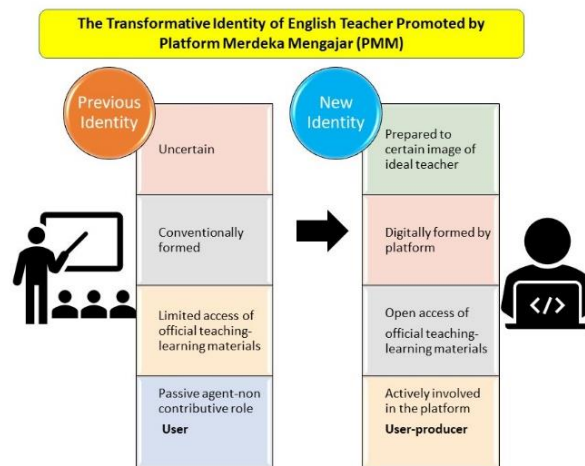 The Transformative Identity of English Teacher Promoted by
Platform Merdeka Mengajar (PMM)
Previous
Identity
Uncertain
Conventionally
formed
Limited access of
official teaching-
learning materials
Passive agent-non
contributive role
User
New
Identity
Prepared to
certain image of
ideal teacher
Digitally formed by
platform
Open access of
official teaching-
learning materials
Actively involved
in the platform
User-producer
</>